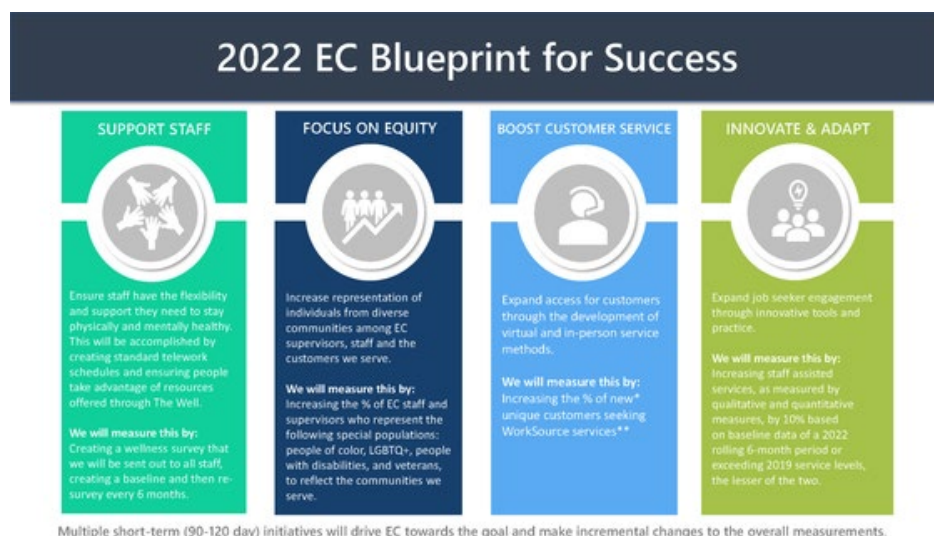 2022 EC Blueprint for Success
SUPPORT STAFF
Ensure staff have the flexibility
and support they need to stay
physically and mentally healthy.
This will be accomplished by
creating standard telework
schedules and ensuring people
take advantage of resources
offered through The Well.
We will measure this by:
Creating a wellness survey that
we will be sent out to all staff,
creating a baseline and then re-
survey every 6 months.
FOCUS ON EQUITY
Increase representation of
individuals from diverse
communities among EC
supervisors, staff and the
customers we serve.
We will measure this by:
Increasing the % of EC staff and
supervisors who represent the
following special populations:
people of color, LGBTQ+, people
with disabilities, and veterans,
to reflect the communities we
serve.
BOOST CUSTOMER SERVICE
Expand access for customers
through the development of
virtual and in-person service
methods.
We will measure this by:
Increasing the % of new*
unique customers seeking
WorkSource services**
INNOVATE & ADAPT
Expand job seeker engagement
through innovative tools and
practice.
We will measure this by:
Increasing staff assisted
services, as measured by
qualitative and quantitative
measures, by 10% based
on baseline data of a 2022
rolling 6-month period or
exceeding 2019 service levels,
the lesser of the two.
Multiple short-term (90-120 day) initiatives will drive EC towards the goal and make incremental changes to the overall measurements.